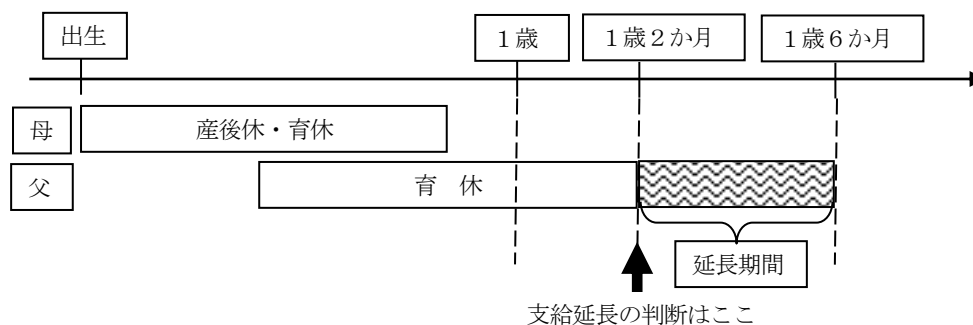 出生
１歳
１歳２か月
１歳６か月
母
産後休・育休
父
育　休
延長期間
支給延長の判断はここ